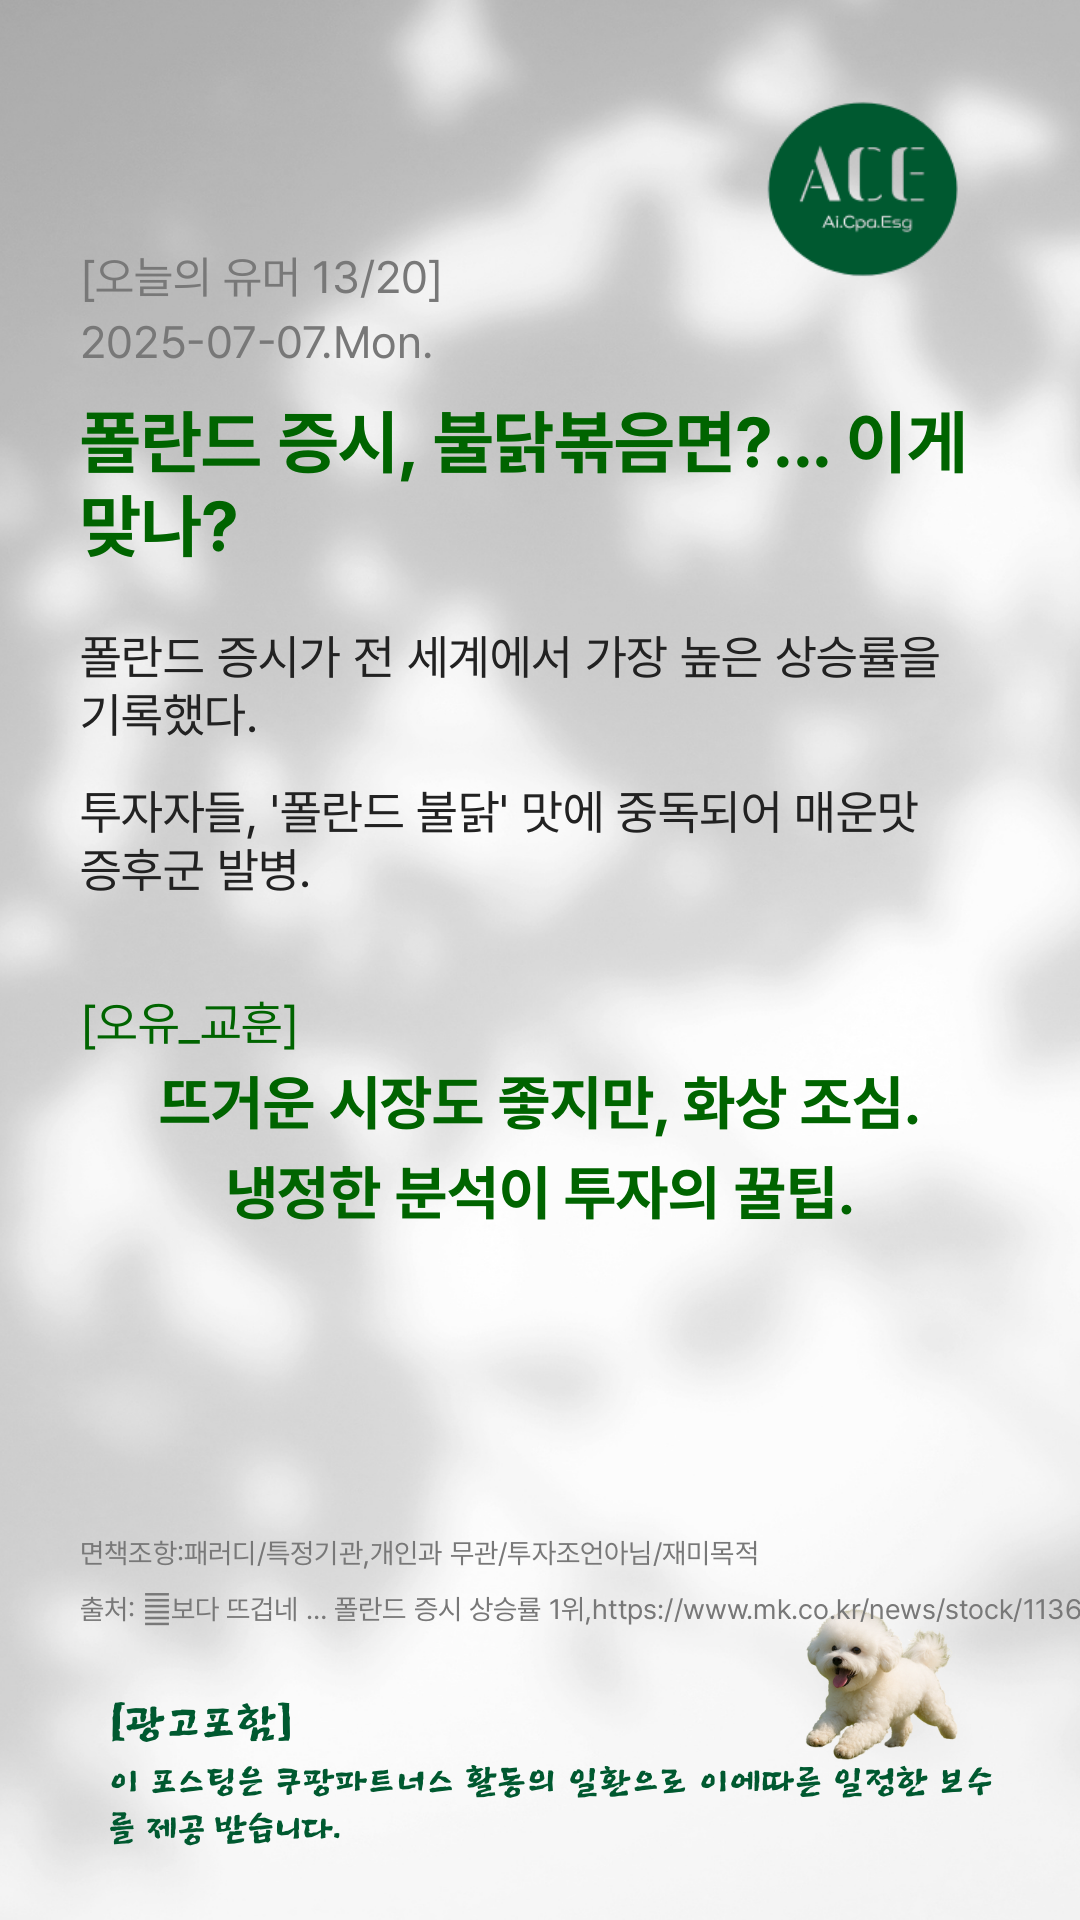 ACE
Ai.Cpa.Esg
[오늘의 유머 13/20]
2025-07-07.Mon.
폴란드 증시, 불닭볶음면?... 이게
맞나?
폴란드 증시가 전 세계에서 가장 높은 상승률을
기록했다.
투자자들, '폴란드 불닭' 맛에 중독되어 매운맛
증후군 발병.
[오유_교훈]
뜨거운 시장도 좋지만, 화상 조심.
냉정한 분석이 투자의 꿀팁.
면책조항:패러디/특정기관,개인과 무관/투자조언아님/재미목적
출처: 보다 뜨겁네 ... 폴란드 증시 상승률 1위,https://www.mk.co.kr/news/stock/1136
[광고포함]
이 포스팅은 쿠팡파트너스 활동의 일환으로 이에따른 일정한 보수
를 제공 받습니다.